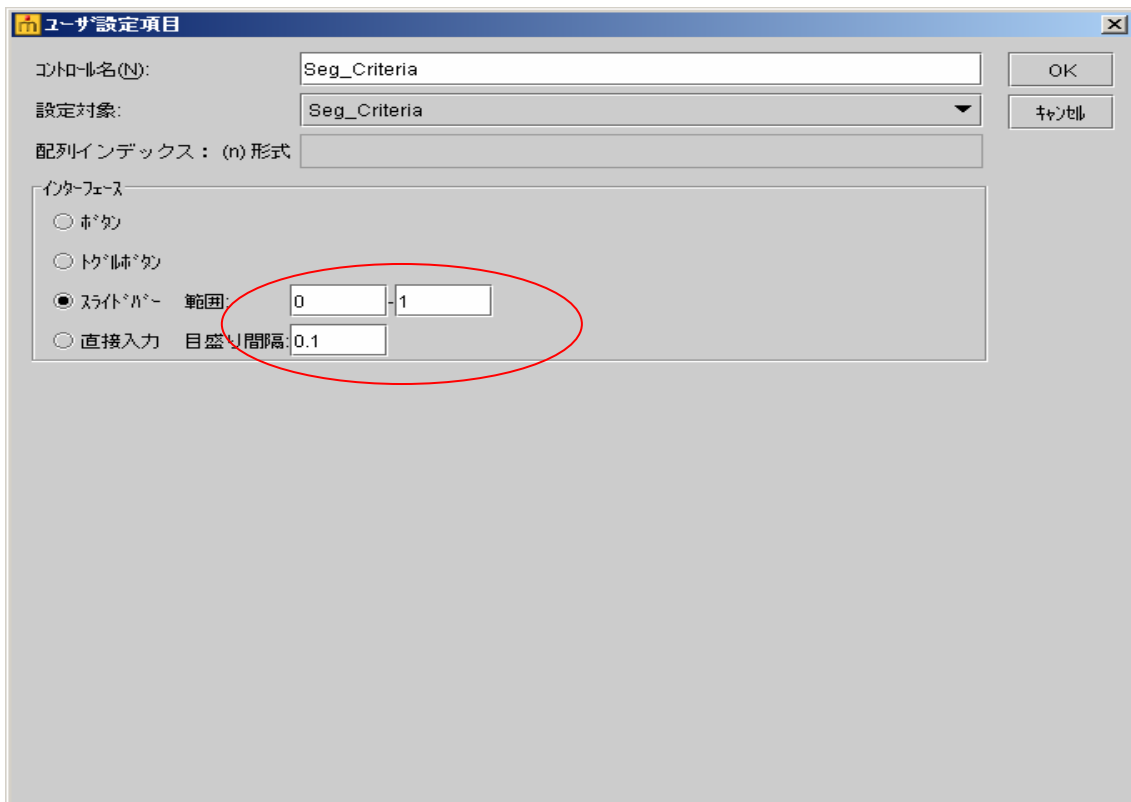 ﾕｰｻﾞ設定項目
ｺﾝﾄﾛｰﾙ名(N):
Seg_Criteria
OK
設定対象:
Seg_Criteria
ｷｬﾝｾﾙ
配列インデックス： (n) 形式
ｲﾝﾀｰﾌｪｰｽ
ﾎﾞﾀﾝ
ﾄｸﾞﾙﾎﾞﾀﾝ
ｽﾗｲﾄﾞﾊﾞｰ 範囲: 0 - 1
直接入力 目盛り間隔: 0.1